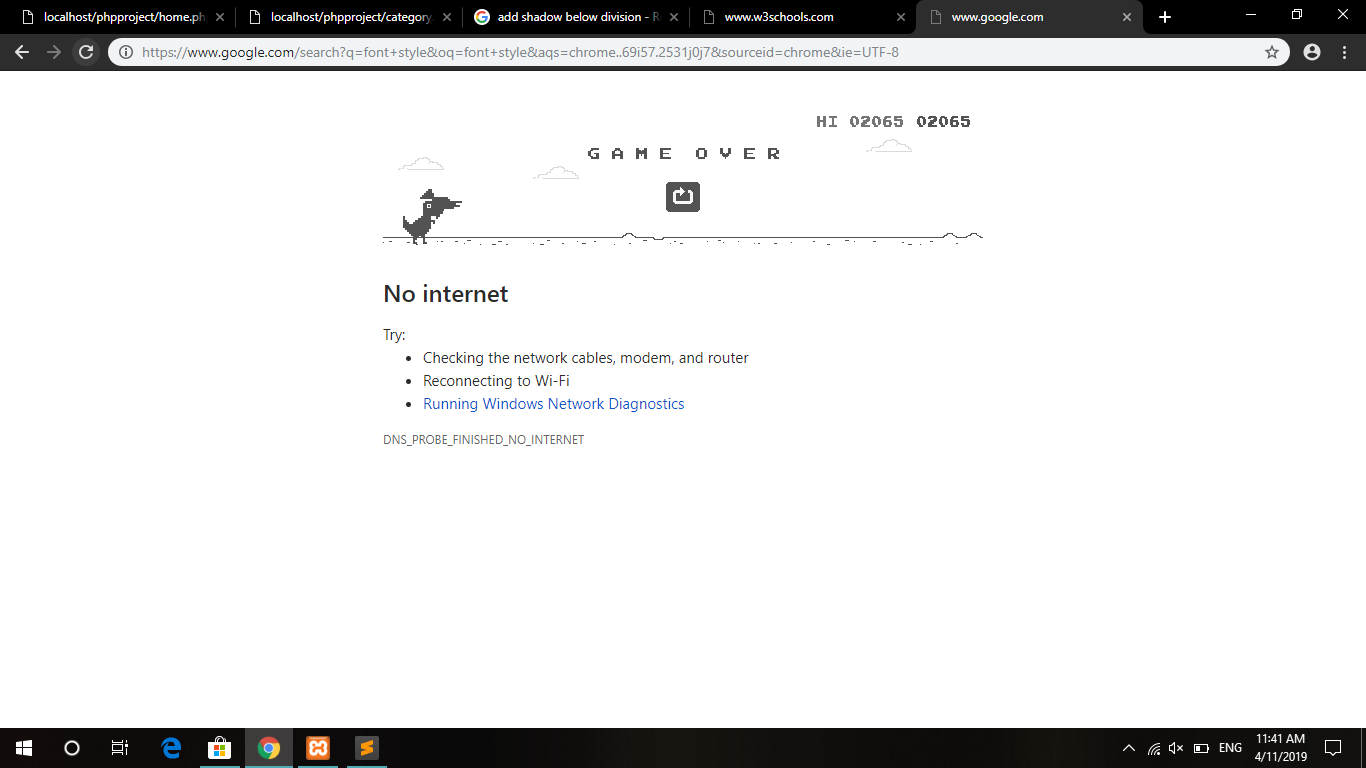 localhost/phpproject/home.ph
localhost/phpproject/category.
add shadow below division - R
www.w3schools.com
www.google.com
https://www.google.com/search?q=font+style&oq=font+style&aqs=chrome..69i57.2531j0j7&sourceid=chrome&ie=UTF-8
HI 02065 02065
GAME OVER
No internet
Try:
• Checking the network cables, modem, and router
• Reconnecting to Wi-Fi
• Running Windows Network Diagnostics
DNS_PROBE_FINISHED_NO_INTERNET
ENG
11:41 AM
4/11/2019